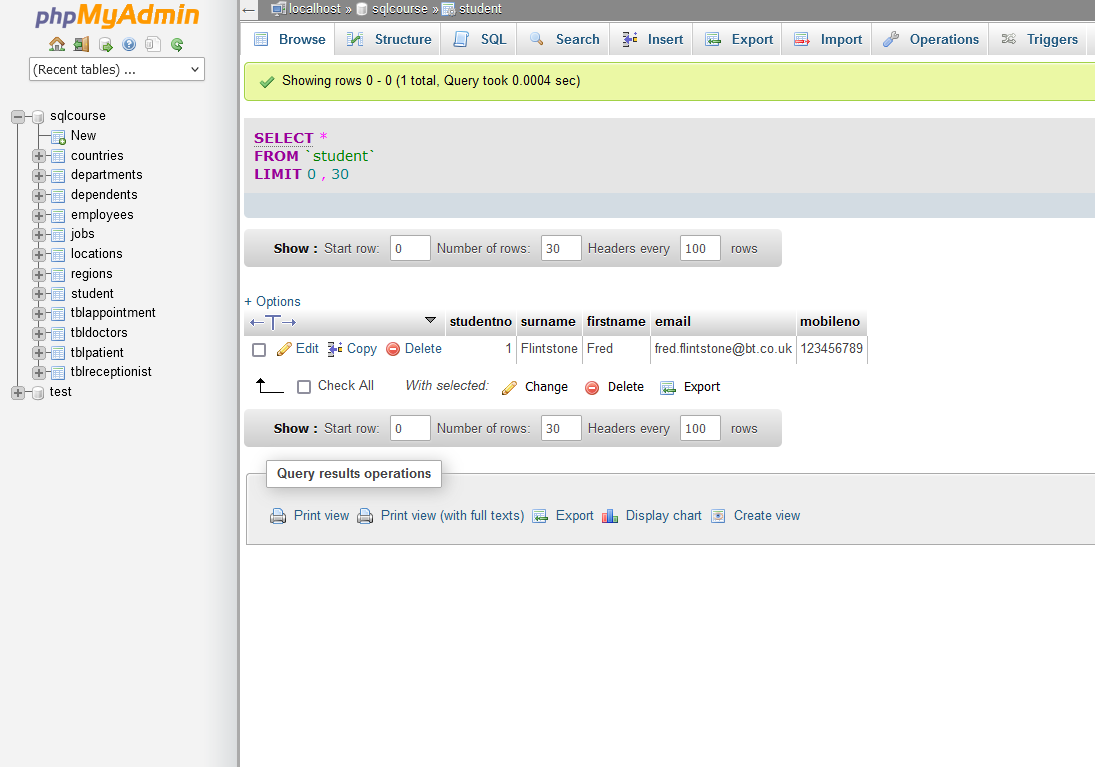 phpMyAdmin
(Recent tables) ...
sqlcourse
New
countries
departments
dependents
employees
jobs
locations
regions
student
tblappointment
tbldoctors
tblpatient
tblreceptionist
test
localhost » sqlcourse » student
Browse Structure SQL Search Insert Export Import Operations Triggers
Showing rows 0 - 0 (1 total, Query took 0.0004 sec)
SELECT *
FROM `student`
LIMIT 0 , 30
Show : Start row: 0 Number of rows: 30 Headers every 100 rows
+ Options
studentno surname firstname email mobileno
Edit Copy Delete 1 Flintstone Fred fred.flintstone@bt.co.uk 123456789
Check All With selected: Change Delete Export
Show : Start row: 0 Number of rows: 30 Headers every 100 rows
Query results operations
Print view Print view (with full texts) Export Display chart Create view